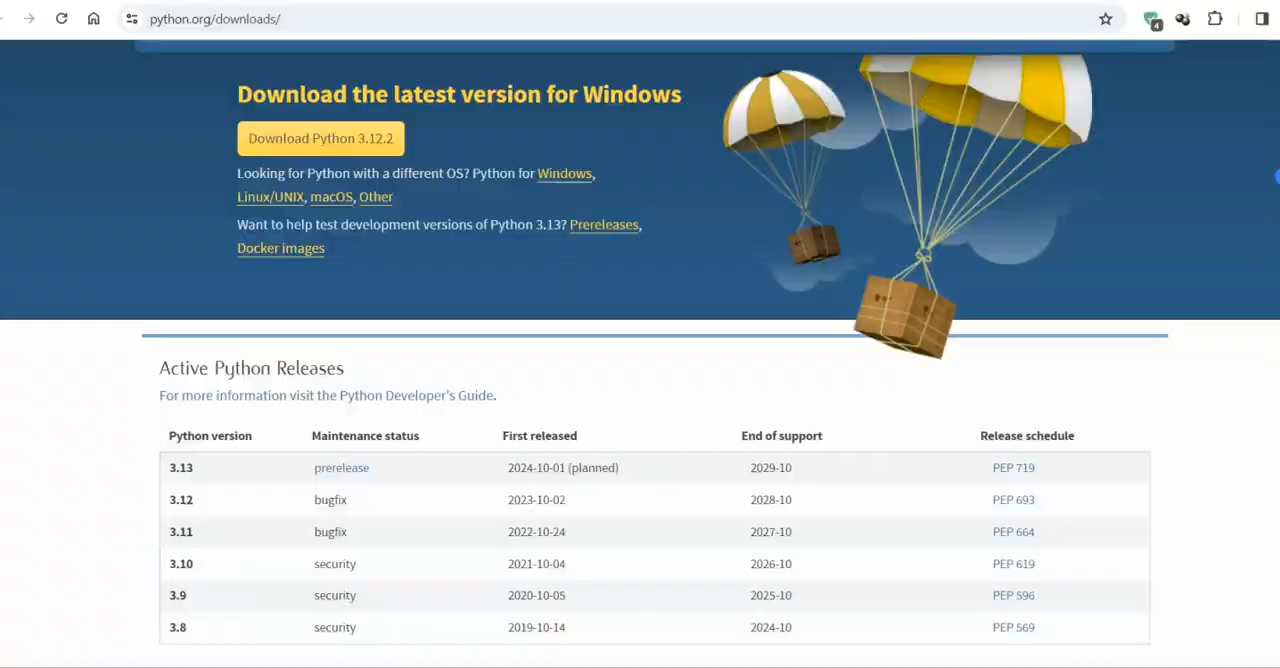 python.org/downloads/
4
Download the latest version for Windows
Download Python 3.12.2
Looking for Python with a different OS? Python for Windows,
Linux/UNIX, macOS, Other
Want to help test development versions of Python 3.13? Prereleases,
Docker images
Active Python Releases
For more information visit the Python Developer's Guide.
Python version Maintenance status First released End of support Release schedule
3.13 prerelease 2024-10-01 (planned) 2029-10 PEP 719
3.12 bugfix 2023-10-02 2028-10 PEP 693
3.11 bugfix 2022-10-24 2027-10 PEP 664
3.10 security 2021-10-04 2026-10 PEP 619
3.9 security 2020-10-05 2025-10 PEP 596
3.8 security 2019-10-14 2024-10 PEP 569